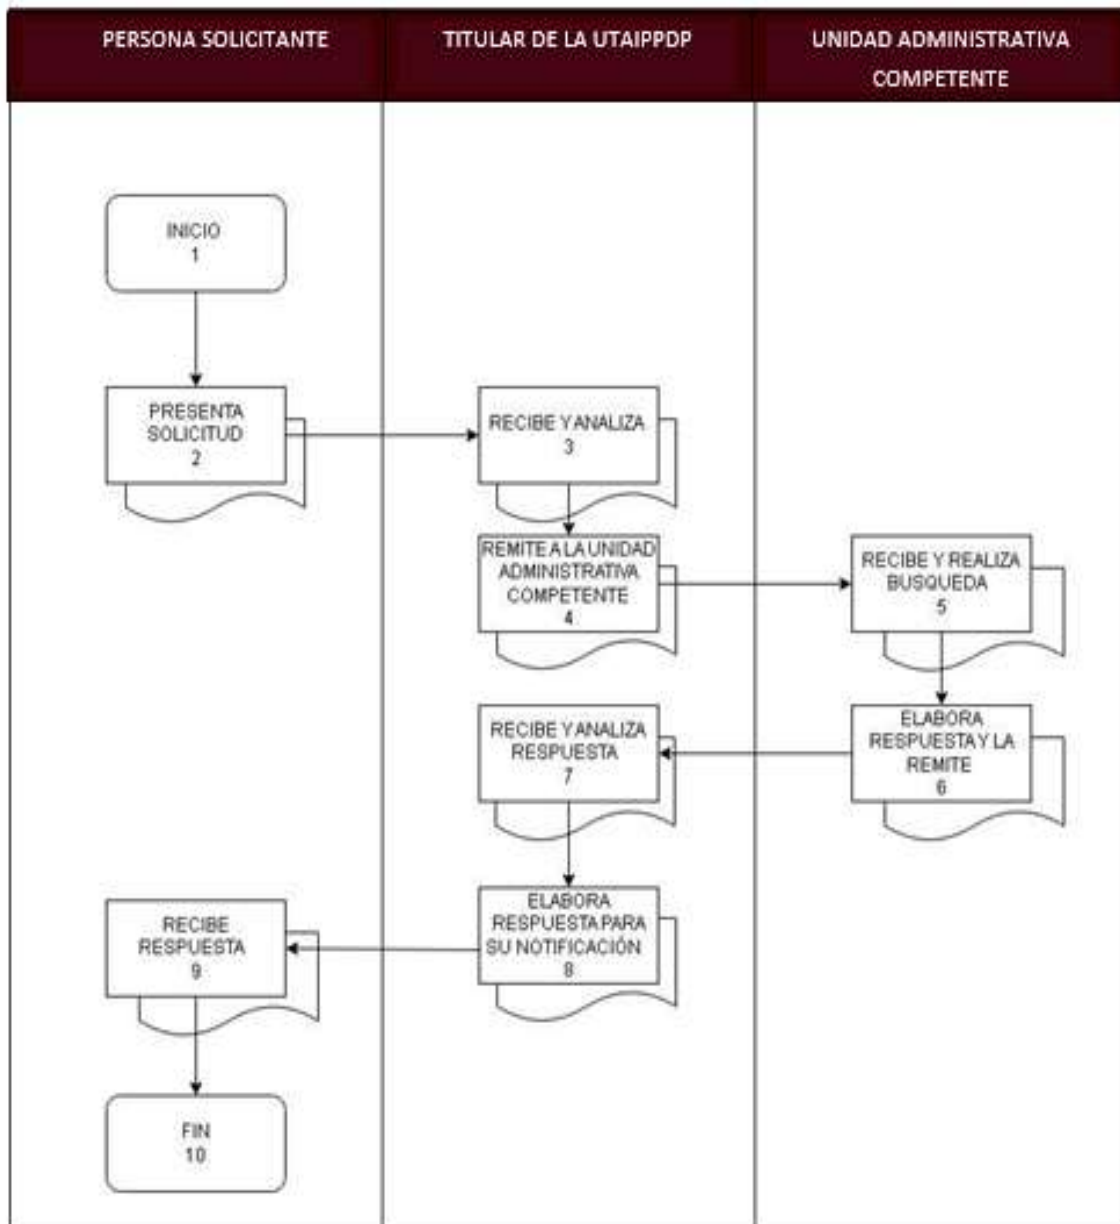 PERSONA SOLICITANTE
TITULAR DE LA UTAIPPDP
UNIDAD ADMINISTRATIVA
COMPETENTE
INICIO
1
PRESENTA
SOLICITUD
2
RECIBE Y ANALIZA
3
REMITE A LA UNIDAD
ADMINISTRATIVA
COMPETENTE
4
RECIBE Y REALIZA
BUSQUEDA
5
ELABORA
RESPUESTA Y LA
REMITE
6
RECIBE Y ANALIZA
RESPUESTA
7
ELABORA
RESPUESTA PARA
SU NOTIFICACIÓN
8
RECIBE
RESPUESTA
9
FIN
10